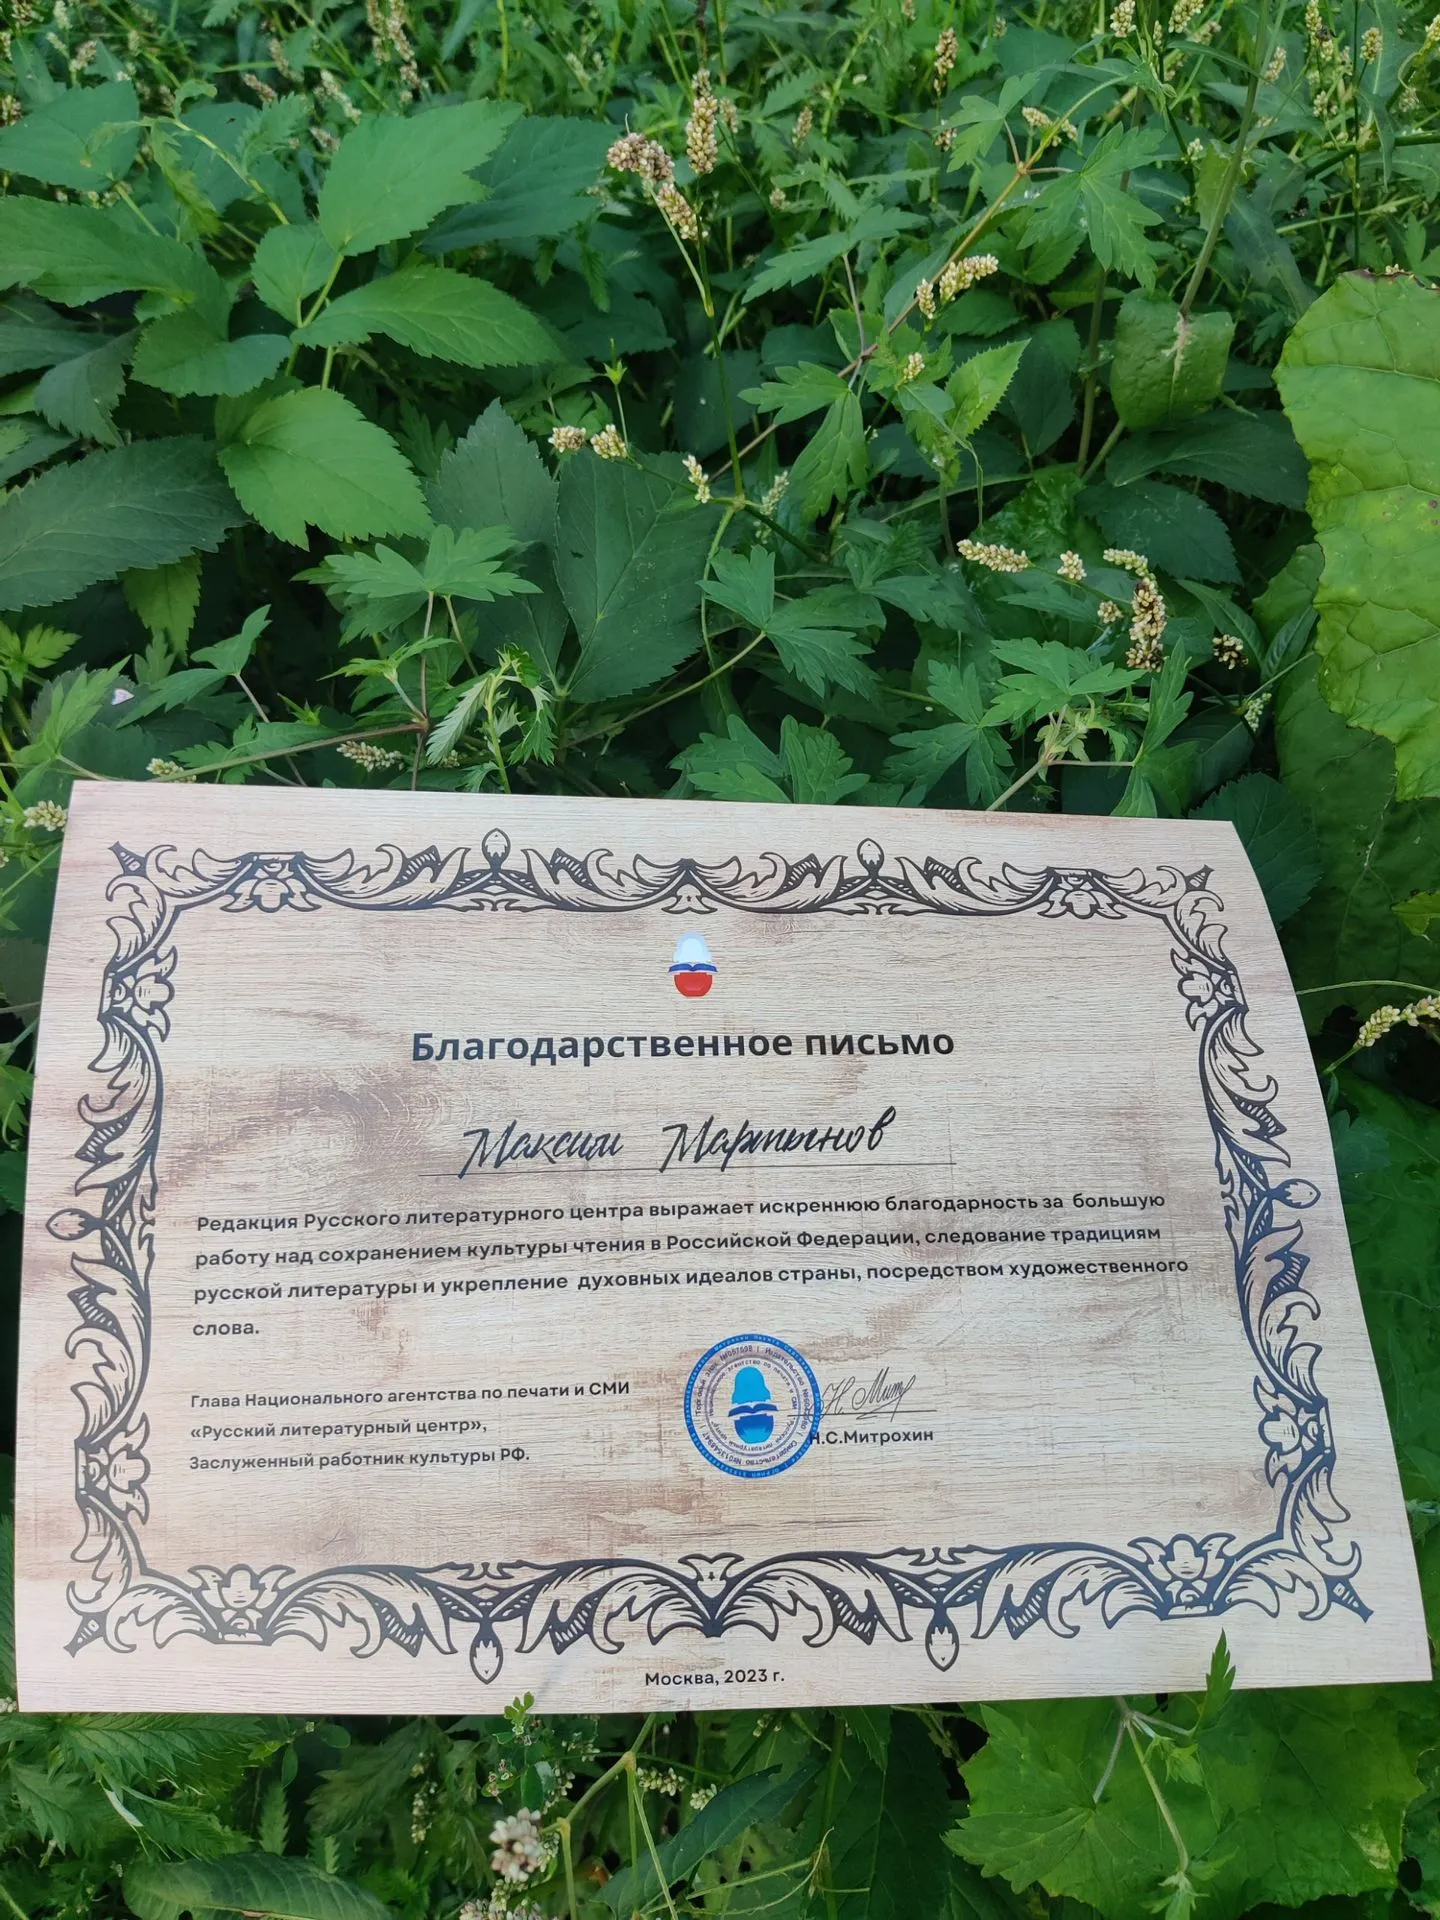 Благодарственное письмо
Максим Мартынов
Редакция Русского литературного центра выражает искреннюю благодарность за большую
работу над сохранением культуры чтения в Российской Федерации, следование традициям
русской литературы и укрепление духовных идеалов страны, посредством художественного
слова.
Глава Национального агентства по печати и СМИ
«Русский литературный центр»,
Заслуженный работник культуры РФ.
Н.С.Митрохин
Москва, 2023 г.